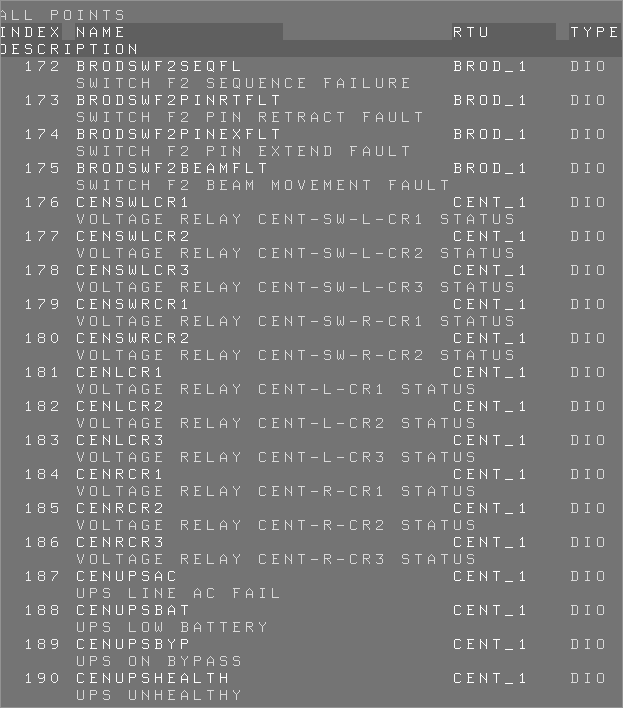 ALL POINTS
INDEX NAME RTU TYPE
DESCRIPTION
172 BRODSWF2SEQFL BROD_1 DIO
SWITCH F2 SEQUENCE FAILURE
173 BRODSWF2PINRTFLT BROD_1 DIO
SWITCH F2 PIN RETRACT FAULT
174 BRODSWF2PINEXFLT BROD_1 DIO
SWITCH F2 PIN EXTEND FAULT
175 BRODSWF2BEAMFLT BROD_1 DIO
SWITCH F2 BEAM MOVEMENT FAULT
176 CENSWLCR1 CENT_1 DIO
VOLTAGE RELAY CENT-SW-L-CR1 STATUS
177 CENSWLCR2 CENT_1 DIO
VOLTAGE RELAY CENT-SW-L-CR2 STATUS
178 CENSWLCR3 CENT_1 DIO
VOLTAGE RELAY CENT-SW-L-CR3 STATUS
179 CENSWRCR1 CENT_1 DIO
VOLTAGE RELAY CENT-SW-R-CR1 STATUS
180 CENSWRCR2 CENT_1 DIO
VOLTAGE RELAY CENT-SW-R-CR2 STATUS
181 CENLCR1 CENT_1 DIO
VOLTAGE RELAY CENT-L-CR1 STATUS
182 CENLCR2 CENT_1 DIO
VOLTAGE RELAY CENT-L-CR2 STATUS
183 CENLCR3 CENT_1 DIO
VOLTAGE RELAY CENT-L-CR3 STATUS
184 CENRCR1 CENT_1 DIO
VOLTAGE RELAY CENT-R-CR1 STATUS
185 CENRCR2 CENT_1 DIO
VOLTAGE RELAY CENT-R-CR2 STATUS
186 CENRCR3 CENT_1 DIO
VOLTAGE RELAY CENT-R-CR3 STATUS
187 CENUPSAC CENT_1 DIO
UPS LINE AC FAIL
188 CENUPSBAT CENT_1 DIO
UPS LOW BATTERY
189 CENUPSBYP CENT_1 DIO
UPS ON BYPASS
190 CENUPSHEALTH CENT_1 DIO
UPS UNHEALTHY